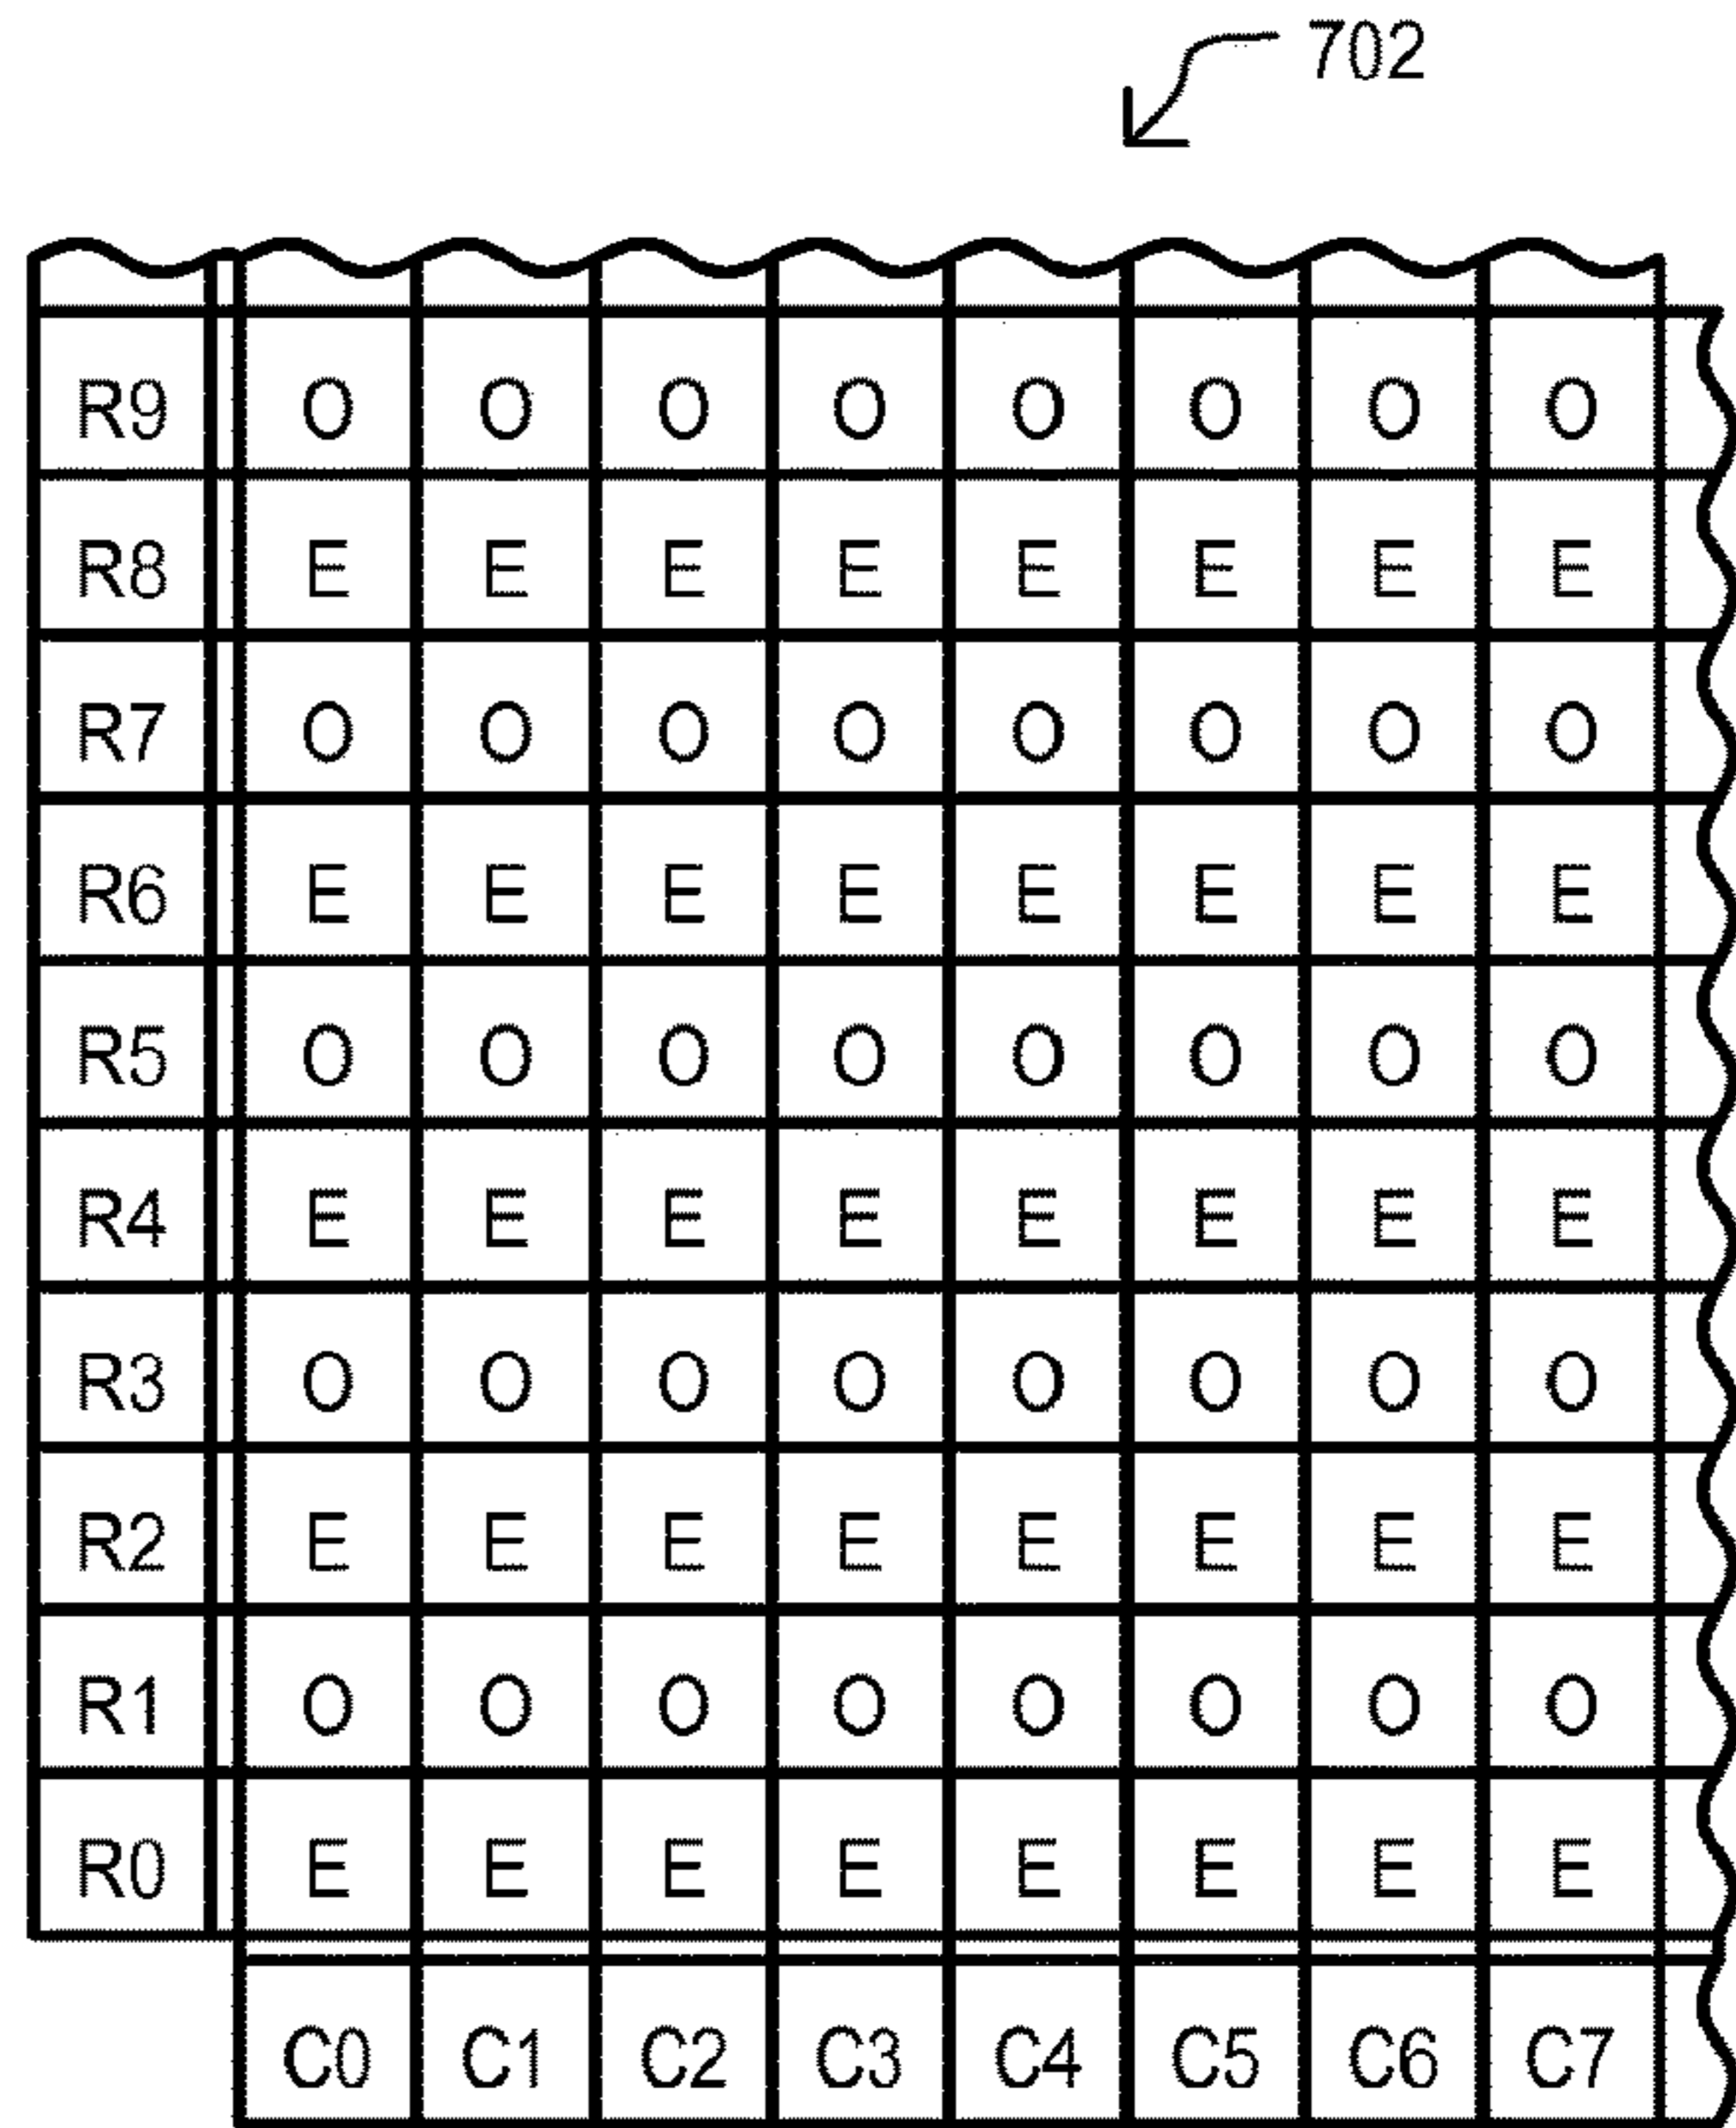 702
R9 O O O O O O O O
R8 E E E E E E E E
R7 O O O O O O O O
R6 E E E E E E E E
R5 O O O O O O O O
R4 E E E E E E E E
R3 O O O O O O O O
R2 E E E E E E E E
R1 O O O O O O O O
R0 E E E E E E E E
C0 C1 C2 C3 C4 C5 C6 C7